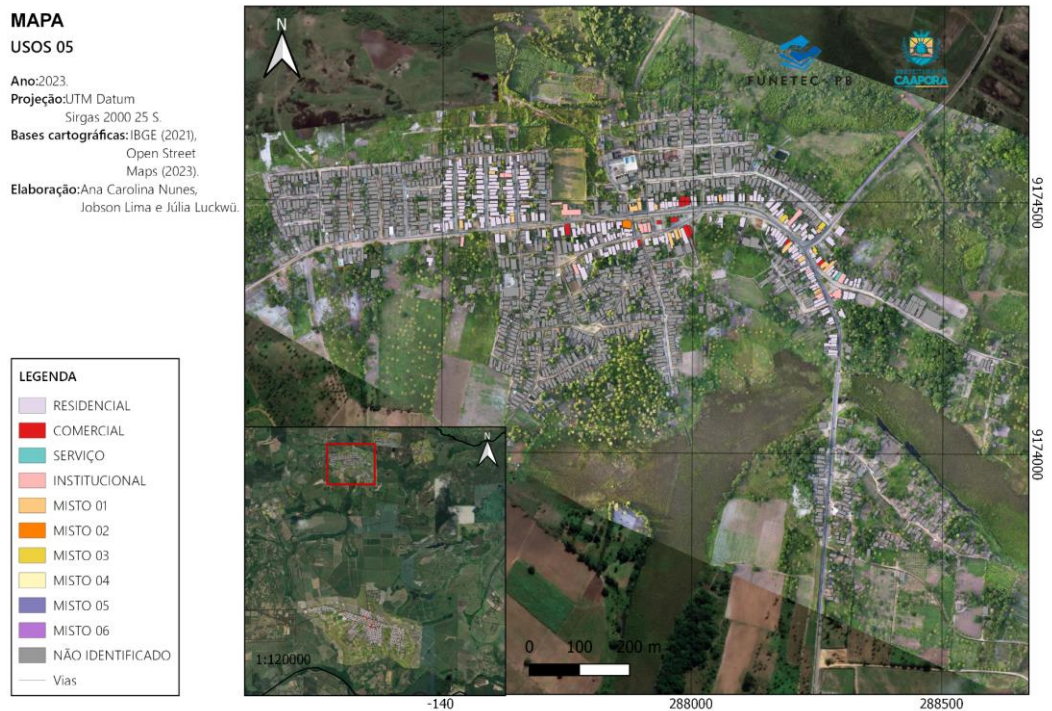 MAPA
USOS 05
Ano:2023.
Projeção:UTM Datum
Sirgas 2000 25 S.
Bases cartográficas:IBGE (2021),
Open Street
Maps (2023).
Elaboração:Ana Carolina Nunes,
Jobson Lima e Júlia Luckwü.
N
FUNETEC - PB
CAAPORÃ
9174500
9174000
LEGENDA
RESIDENCIAL
COMERCIAL
SERVIÇO
INSTITUCIONAL
MISTO 01
MISTO 02
MISTO 03
MISTO 04
MISTO 05
MISTO 06
NÃO IDENTIFICADO
Vias
N
1:120000
0 100 200 m
-140 288000 288500